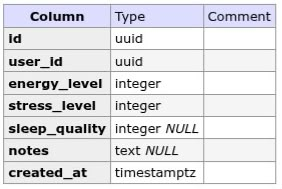 Column Type Comment
id uuid
user_id uuid
energy_level integer
stress_level integer
sleep_quality integer NULL
notes text NULL
created_at timestamptz